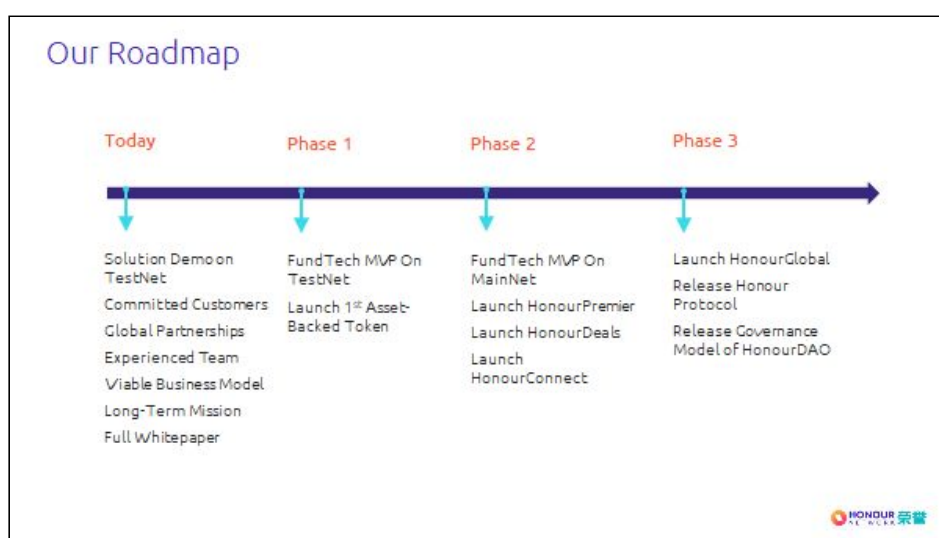 Our Roadmap
Today
Solution Demo on
TestNet
Committed Customers
Global Partnerships
Experienced Team
Viable Business Model
Long-Term Mission
Full Whitepaper
Phase 1
FundTech MVP On
TestNet
Launch 1st Asset-
Backed Token
Phase 2
FundTech MVP On
MainNet
Launch HonourPremier
Launch HonourDeals
Launch
HonourConnect
Phase 3
Launch HonourGlobal
Release Honour
Protocol
Release Governance
Model of HonourDAO
HONOUR 荣誉
NETWORK